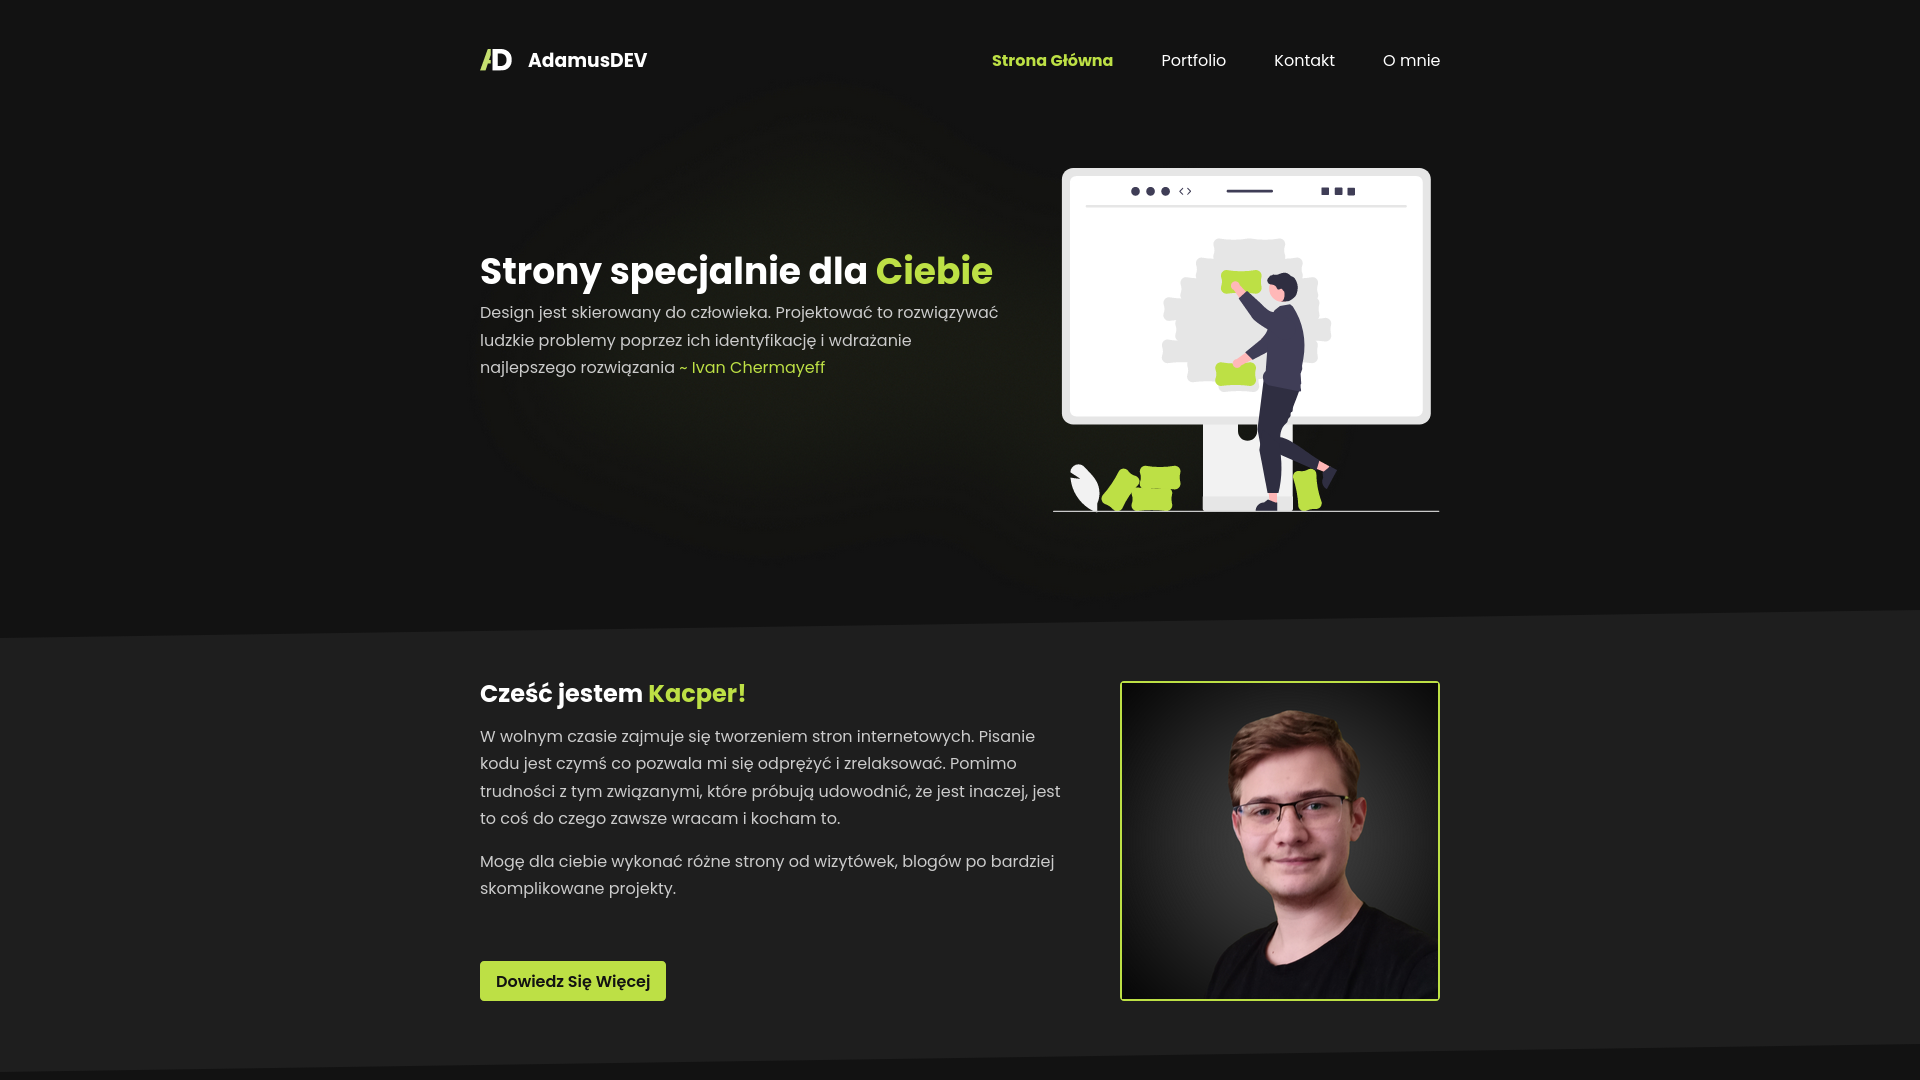 AD AdamusDEV
Strona Główna Portfolio Kontakt O mnie
Strony specjalnie dla Ciebie
Design jest skierowany do człowieka. Projektować to rozwiązywać
ludzkie problemy poprzez ich identyfikację i wdrażanie
najlepszego rozwiązania ~ Ivan Chermayeff
Cześć jestem Kacper!
W wolnym czasie zajmuje się tworzeniem stron internetowych. Pisanie
kodu jest czymś co pozwala mi się odprężyć i zrelaksować. Pomimo
trudności z tym związanymi, które próbują udowodnić, że jest inaczej, jest
to coś do czego zawsze wracam i kocham to.
Mogę dla ciebie wykonać różne strony od wizytówek, blogów po bardziej
skomplikowane projekty.
Dowiedz Się Więcej